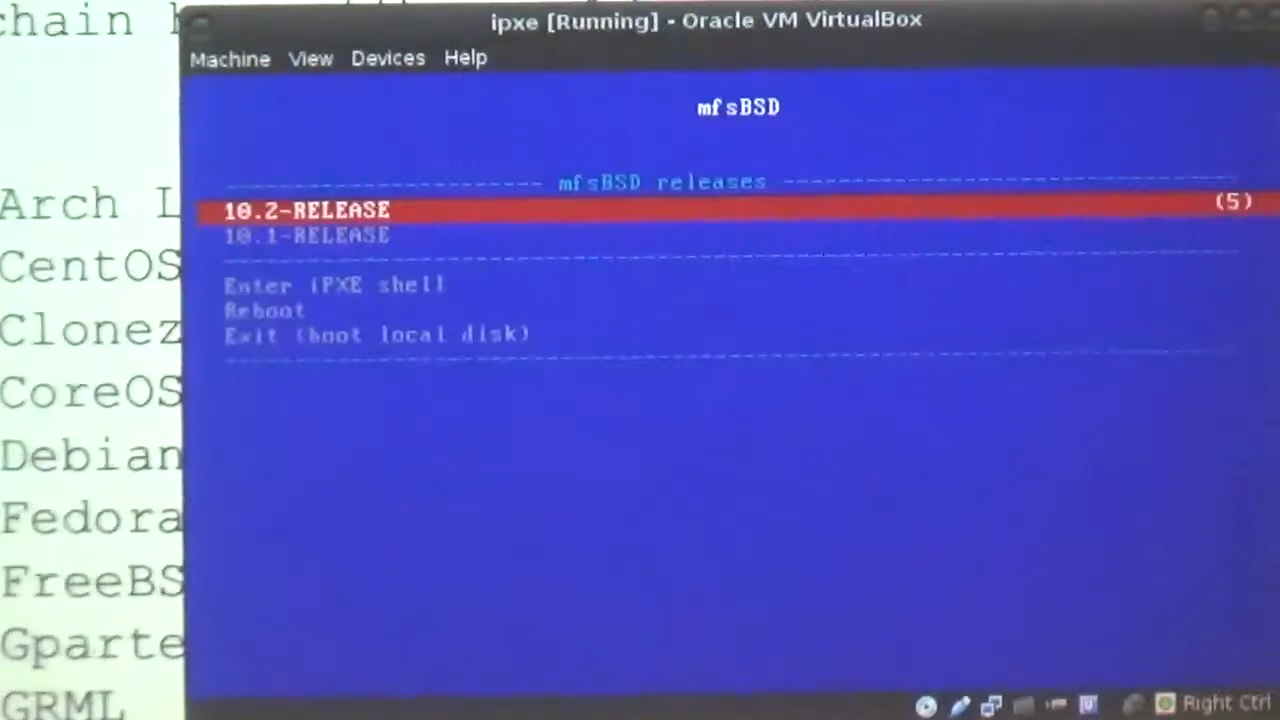 chain
ipxe [Running] - Oracle VM VirtualBox
Machine View Devices Help
mfsBSD
mfsBSD releases
10.2-RELEASE (5)
10.1-RELEASE
Enter iPXE shell
Reboot
Exit (boot local disk)
Arch L
CentOS
Clonez
CoreOS
Debian
Fedora
FreeBS
Gparte
GRML
Right Ctrl